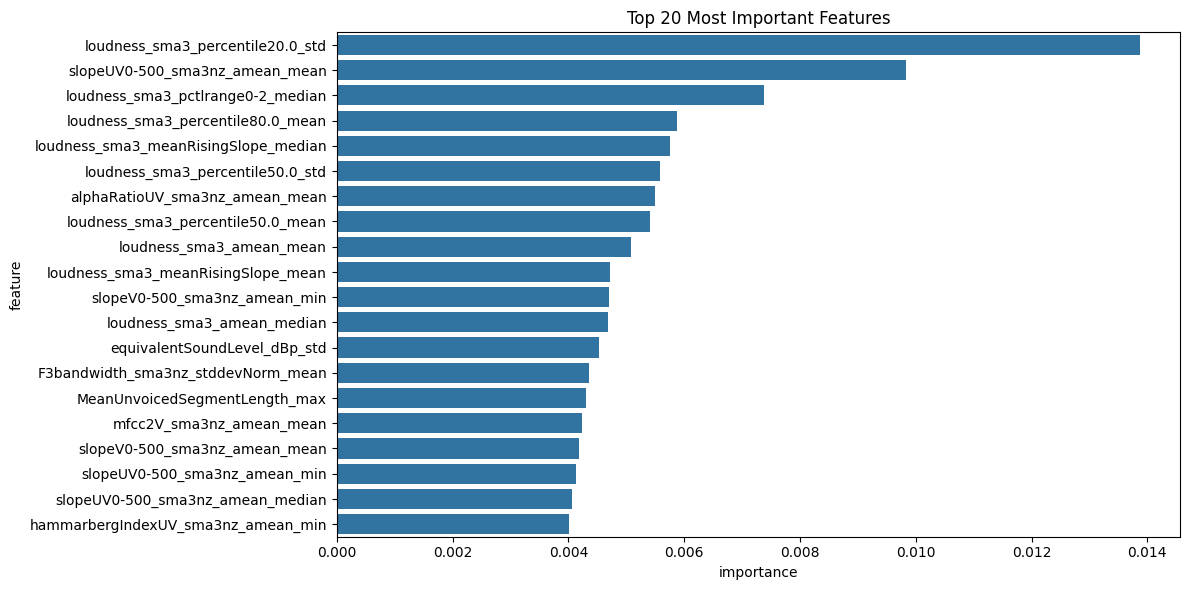 Top 20 Most Important Features
loudness_sma3_percentile20.0_std
slopeUV0-500_sma3nz_amean_mean
loudness_sma3_pctlrange0-2_median
loudness_sma3_percentile80.0_mean
loudness_sma3_meanRisingSlope_median
loudness_sma3_percentile50.0_std
alphaRatioUV_sma3nz_amean_mean
loudness_sma3_percentile50.0_mean
loudness_sma3_amean_mean
loudness_sma3_meanRisingSlope_mean
slopeV0-500_sma3nz_amean_min
loudness_sma3_amean_median
equivalentSoundLevel_dBp_std
F3bandwidth_sma3nz_stddevNorm_mean
MeanUnvoicedSegmentLength_max
mfcc2V_sma3nz_amean_mean
slopeV0-500_sma3nz_amean_mean
slopeUV0-500_sma3nz_amean_min
slopeUV0-500_sma3nz_amean_median
hammarbergIndexUV_sma3nz_amean_min
feature
0.000 0.002 0.004 0.006 0.008 0.010 0.012 0.014
importance